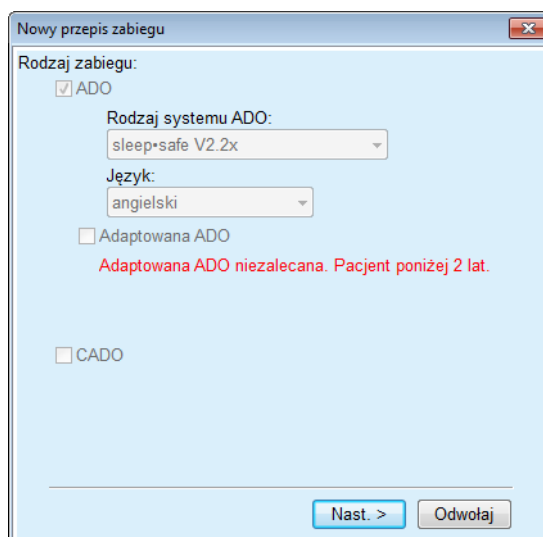 Nowy przepis zabiegu
Rodzaj zabiegu:
ADO
Rodzaj systemu ADO:
sleep•safe V2.2x
Język:
angielski
Adaptowana ADO
Adaptowana ADO niezalecana. Pacjent poniżej 2 lat.
CADO
Nast. > Odwołaj